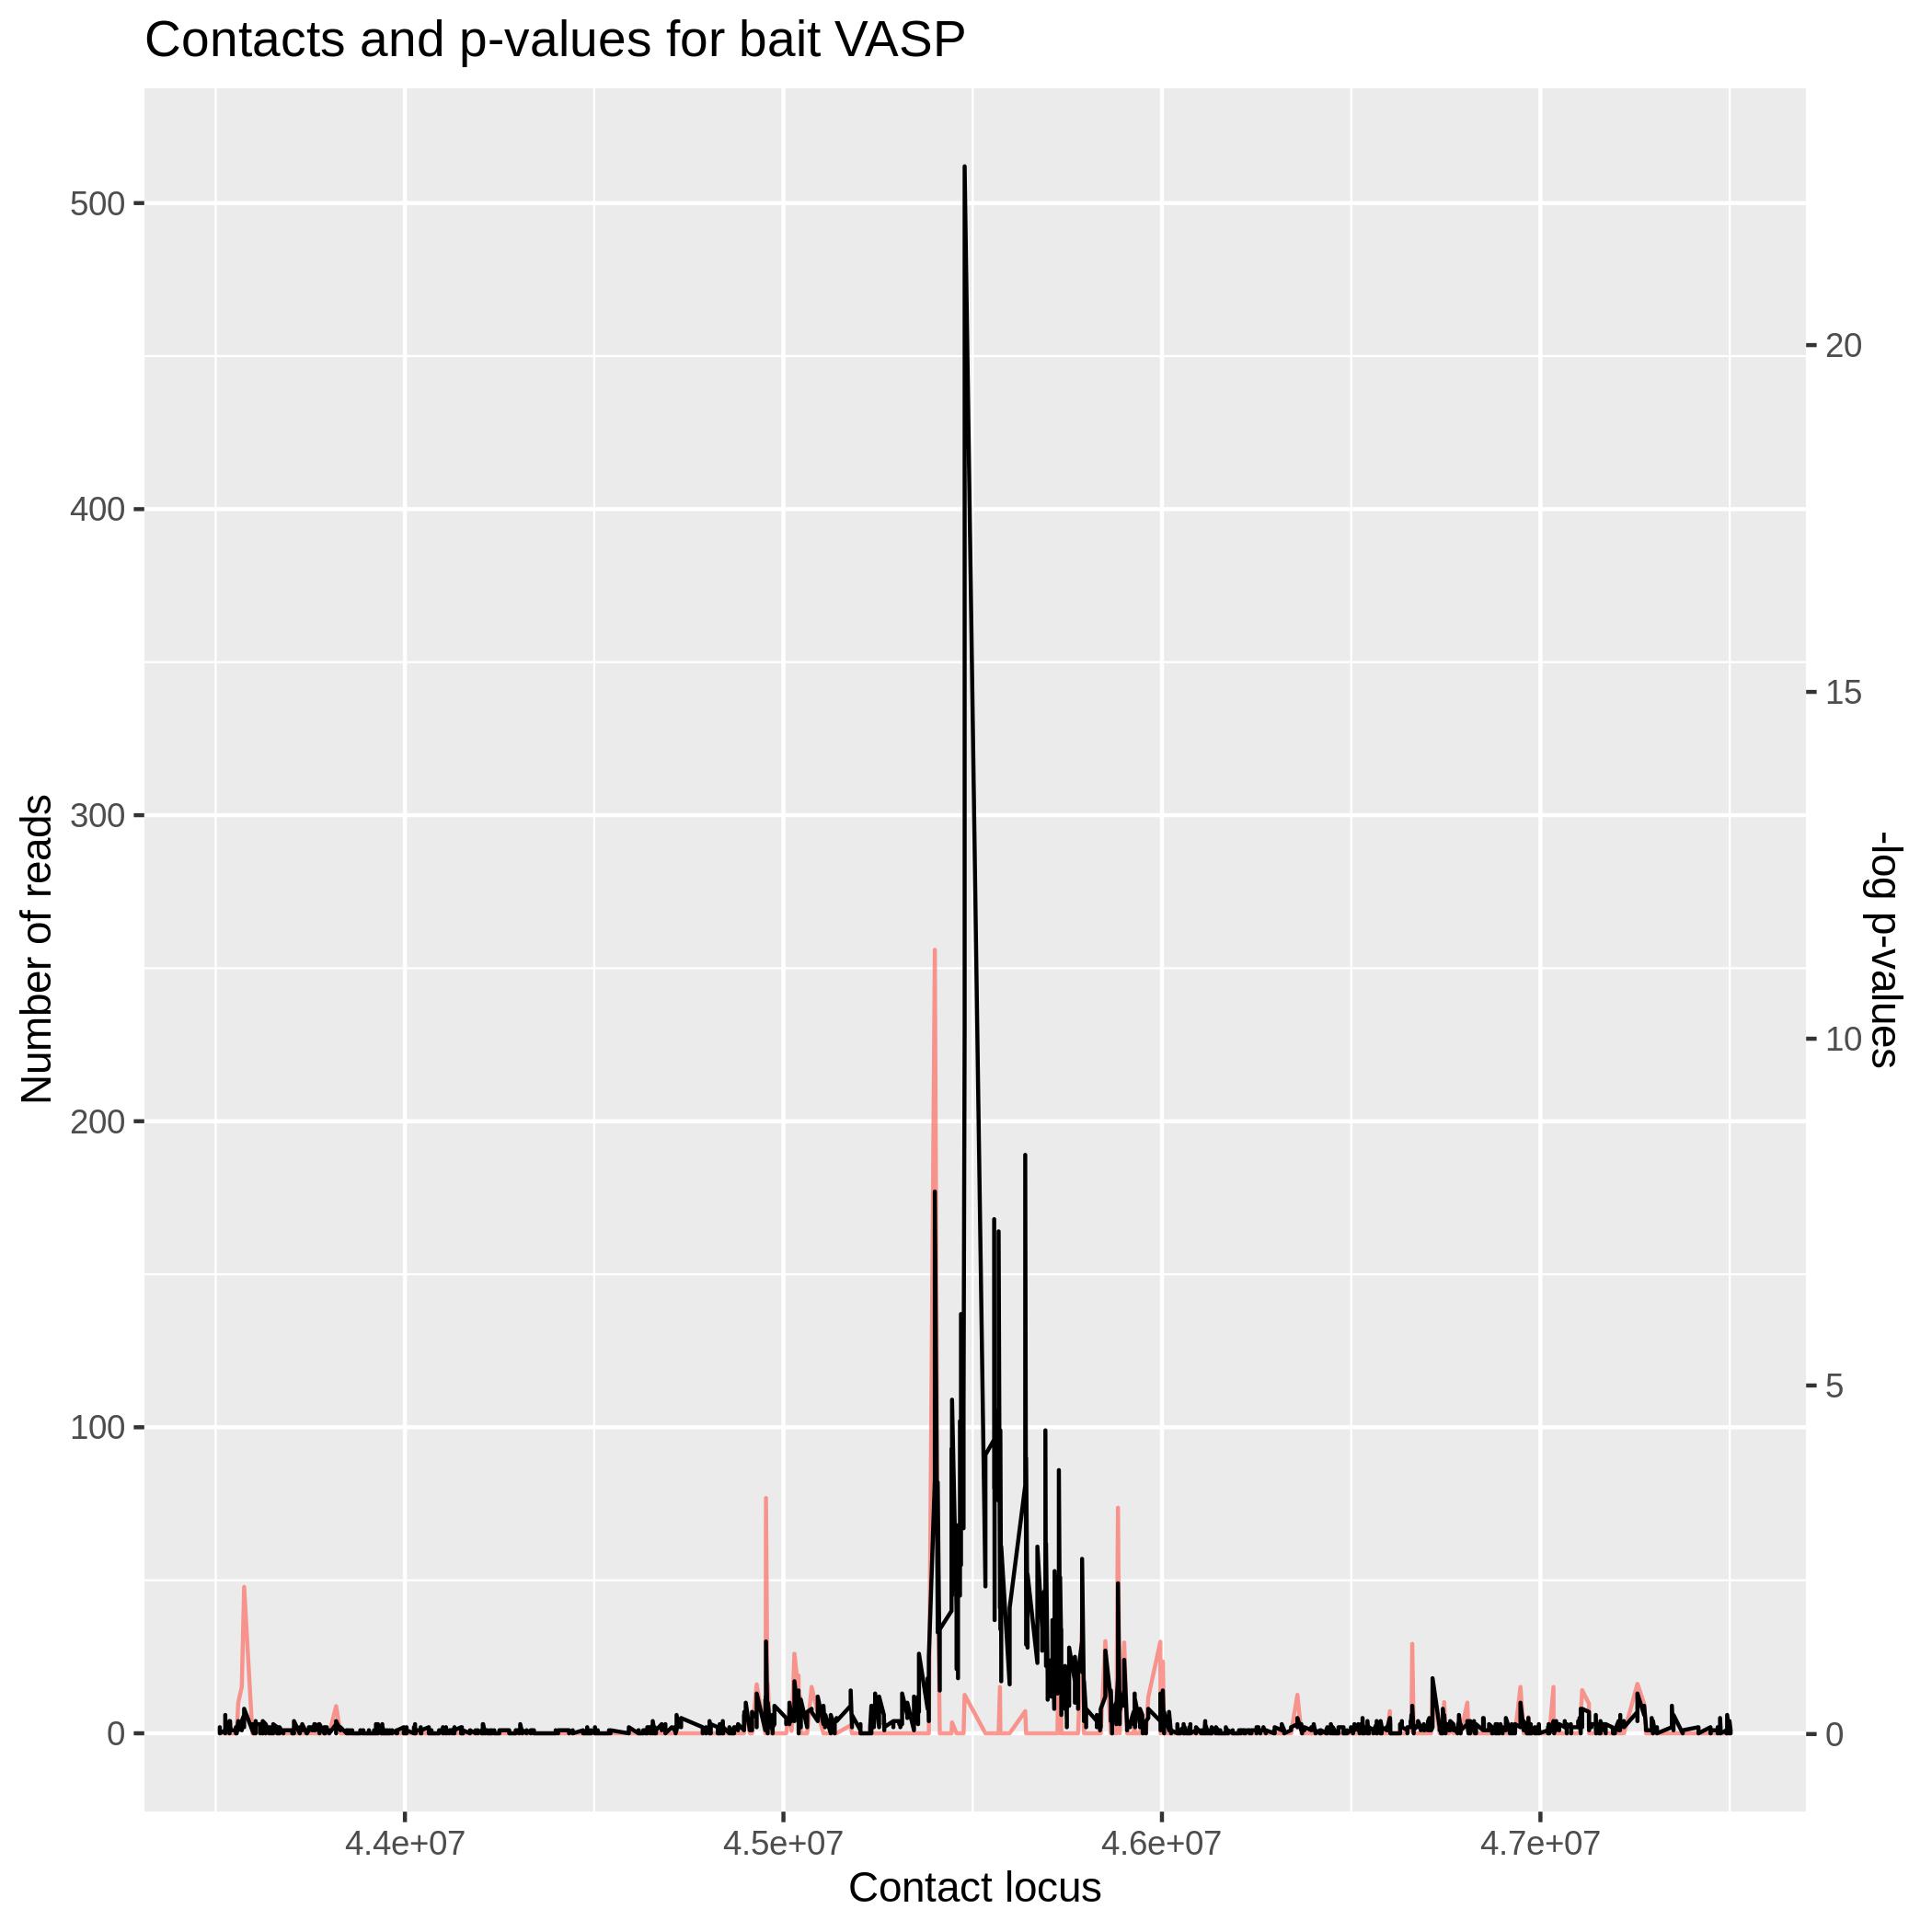 Contacts and p-values for bait VASP
500
400
300
200
100
0
Number of reads
20
15
10
5
0
-log p-values
4.4e+07
4.5e+07
4.6e+07
4.7e+07
Contact locus